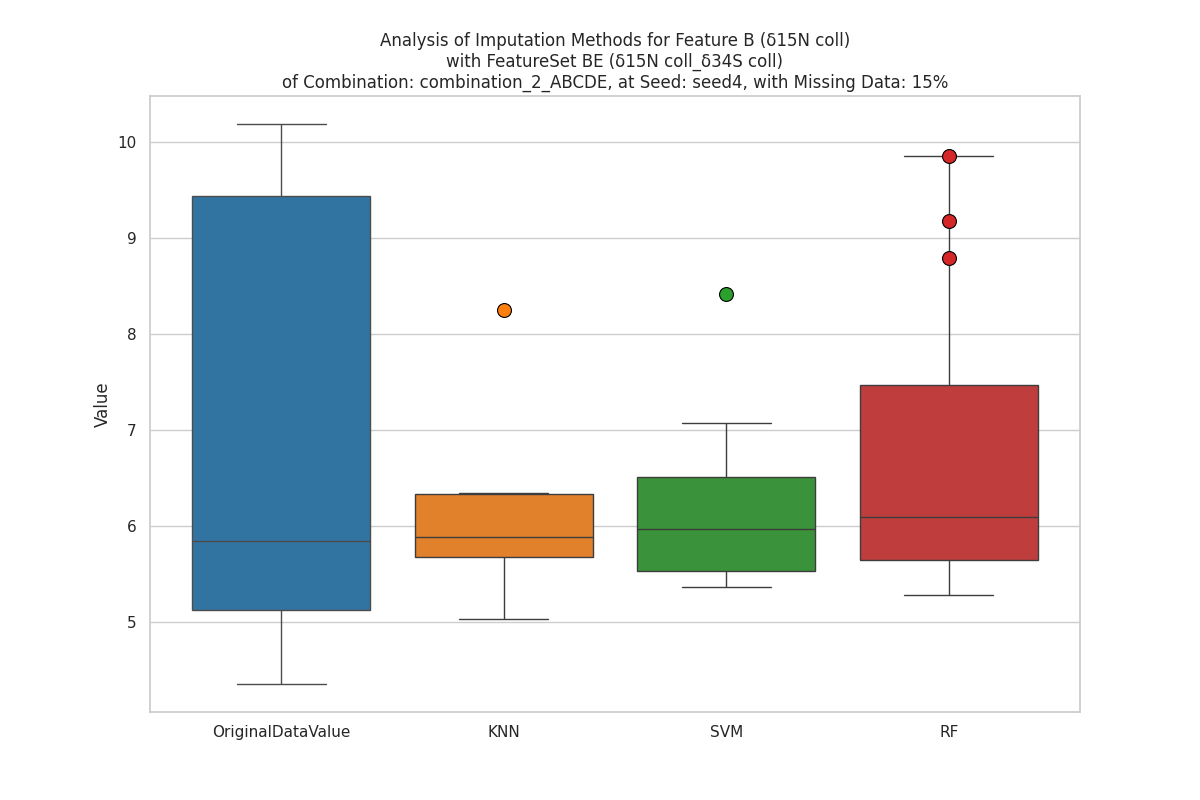 Analysis of Imputation Methods for Feature B (δ15N coll)
with FeatureSet BE (δ15N coll_δ34S coll)
of Combination: combination_2_ABCDE, at Seed: seed4, with Missing Data: 15%
10
9
8
7
6
5
Value
OriginalDataValue
KNN
SVM
RF